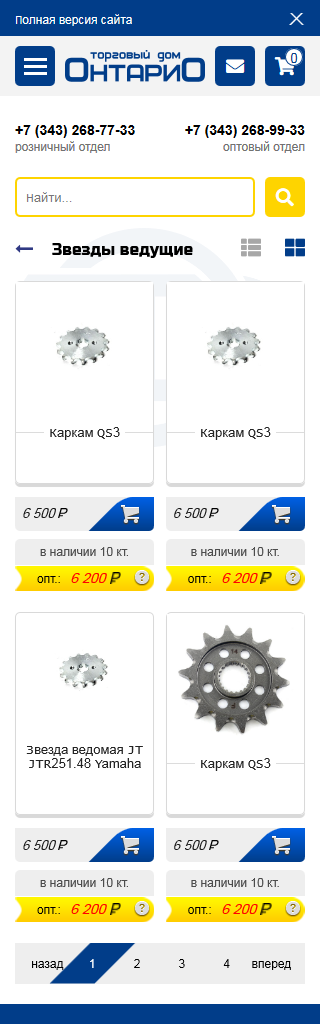 Полная версия сайта
0
торговый дом
ОнтариО
+7 (343) 268-77-33
розничный отдел
+7 (343) 268-99-33
оптовый отдел
Найти...
Звезды ведущие
Каркам QS3
Каркам QS3
6 500 ₽
6 500 ₽
в наличии 10 кт.
в наличии 10 кт.
опт.: 6 200 ₽ ?
опт.: 6 200 ₽ ?
Звезда ведомая JT
JTR251.48 Yamaha
Каркам QS3
6 500 ₽
6 500 ₽
в наличии 10 кт.
в наличии 10 кт.
опт.: 6 200 ₽ ?
опт.: 6 200 ₽ ?
назад 1 2 3 4 вперед